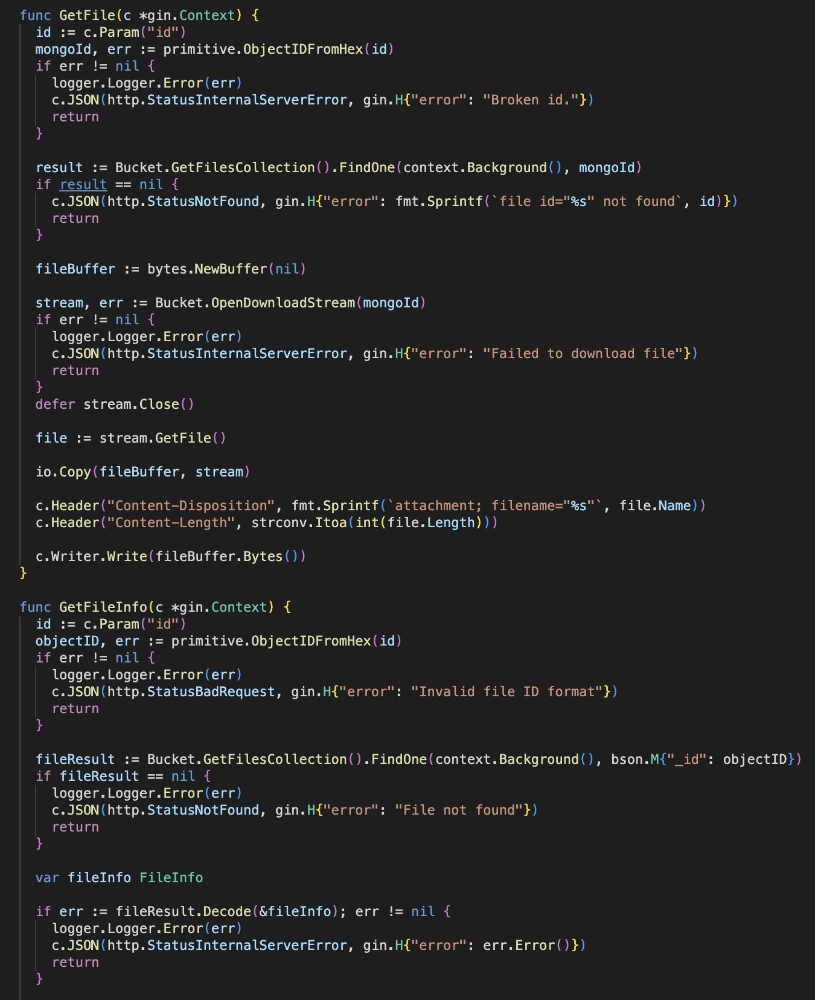 func GetFile(c *gin.Context) {
  id := c.Param("id")
  mongoId, err := primitive.ObjectIDFromHex(id)
  if err != nil {
    logger.Logger.Error(err)
    c.JSON(http.StatusInternalServerError, gin.H{"error": "Broken id."})
    return
  }

  result := Bucket.GetFilesCollection().FindOne(context.Background(), mongoId)
  if result == nil {
    c.JSON(http.StatusNotFound, gin.H{"error": fmt.Sprintf(`file id="%s" not found`, id)})
    return
  }

  fileBuffer := bytes.NewBuffer(nil)

  stream, err := Bucket.OpenDownloadStream(mongoId)
  if err != nil {
    logger.Logger.Error(err)
    c.JSON(http.StatusInternalServerError, gin.H{"error": "Failed to download file"})
    return
  }
  defer stream.Close()

  file := stream.GetFile()

  io.Copy(fileBuffer, stream)

  c.Header("Content-Disposition", fmt.Sprintf(`attachment; filename="%s"`, file.Name))
  c.Header("Content-Length", strconv.Itoa(int(file.Length)))

  c.Writer.Write(fileBuffer.Bytes())
}

func GetFileInfo(c *gin.Context) {
  id := c.Param("id")
  objectID, err := primitive.ObjectIDFromHex(id)
  if err != nil {
    logger.Logger.Error(err)
    c.JSON(http.StatusBadRequest, gin.H{"error": "Invalid file ID format"})
    return
  }

  fileResult := Bucket.GetFilesCollection().FindOne(context.Background(), bson.M{"_id": objectID})
  if fileResult == nil {
    logger.Logger.Error(err)
    c.JSON(http.StatusNotFound, gin.H{"error": "File not found"})
    return
  }

  var fileInfo FileInfo

  if err := fileResult.Decode(&fileInfo); err != nil {
    logger.Logger.Error(err)
    c.JSON(http.StatusInternalServerError, gin.H{"error": err.Error()})
    return
  }